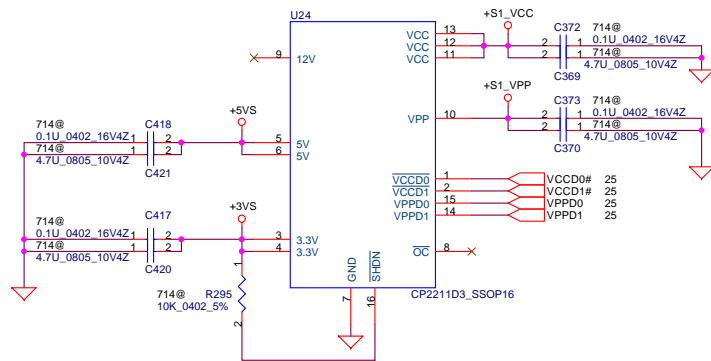 U24
+S1_VCC
C372
714@
0.1U_0402_16V4Z
13
VCC
12
VCC
11
VCC
2 1
2 1
714@
4.7U_0805_10V4Z
C369
9
12V
+S1_VPP
C373
714@
0.1U_0402_16V4Z
10
VPP
2 1
2 1
714@
4.7U_0805_10V4Z
C370
+5VS
714@
C418
0.1U_0402_16V4Z
1 2
5
5V
714@
1 2
6
5V
4.7U_0805_10V4Z
C421
VCCD0
1
VCCD0# 25
VCCD1
2
VCCD1# 25
VPPD0
15
VPPD0 25
VPPD1
14
VPPD1 25
+3VS
714@
C417
0.1U_0402_16V4Z
1 2
3
3.3V
714@
1 2
4
3.3V
4.7U_0805_10V4Z
C420
OC
8
GND
SHDN
7
16
CP2211D3_SSOP16
1
714@ R295
10K_0402_5%
2